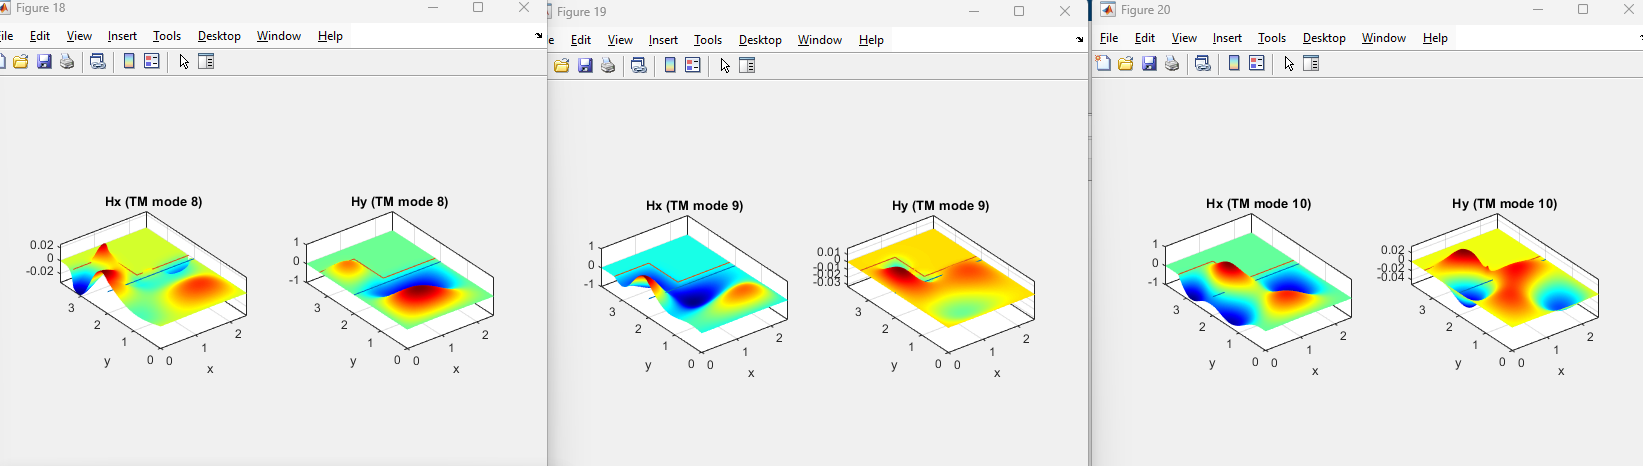 Figure 18
ile Edit View Insert Tools Desktop Window Help
Hx (TM mode 8)
0.02
0
-0.02
3
2
1
0
y
0
1
2
x
Hy (TM mode 8)
1
0
-1
3
2
1
0
y
0
1
2
x
Figure 19
e Edit View Insert Tools Desktop Window Help
Hx (TM mode 9)
1
0
-1
3
2
1
0
y
0
1
2
x
Hy (TM mode 9)
0.01
0
-0.01
-0.02
-0.03
3
2
1
0
y
0
1
2
x
Figure 20
File Edit View Insert Tools Desktop Window Help
Hx (TM mode 10)
1
0
-1
3
2
1
0
y
0
1
2
x
Hy (TM mode 10)
0.02
0
-0.02
-0.04
3
2
1
0
y
0
1
2
x